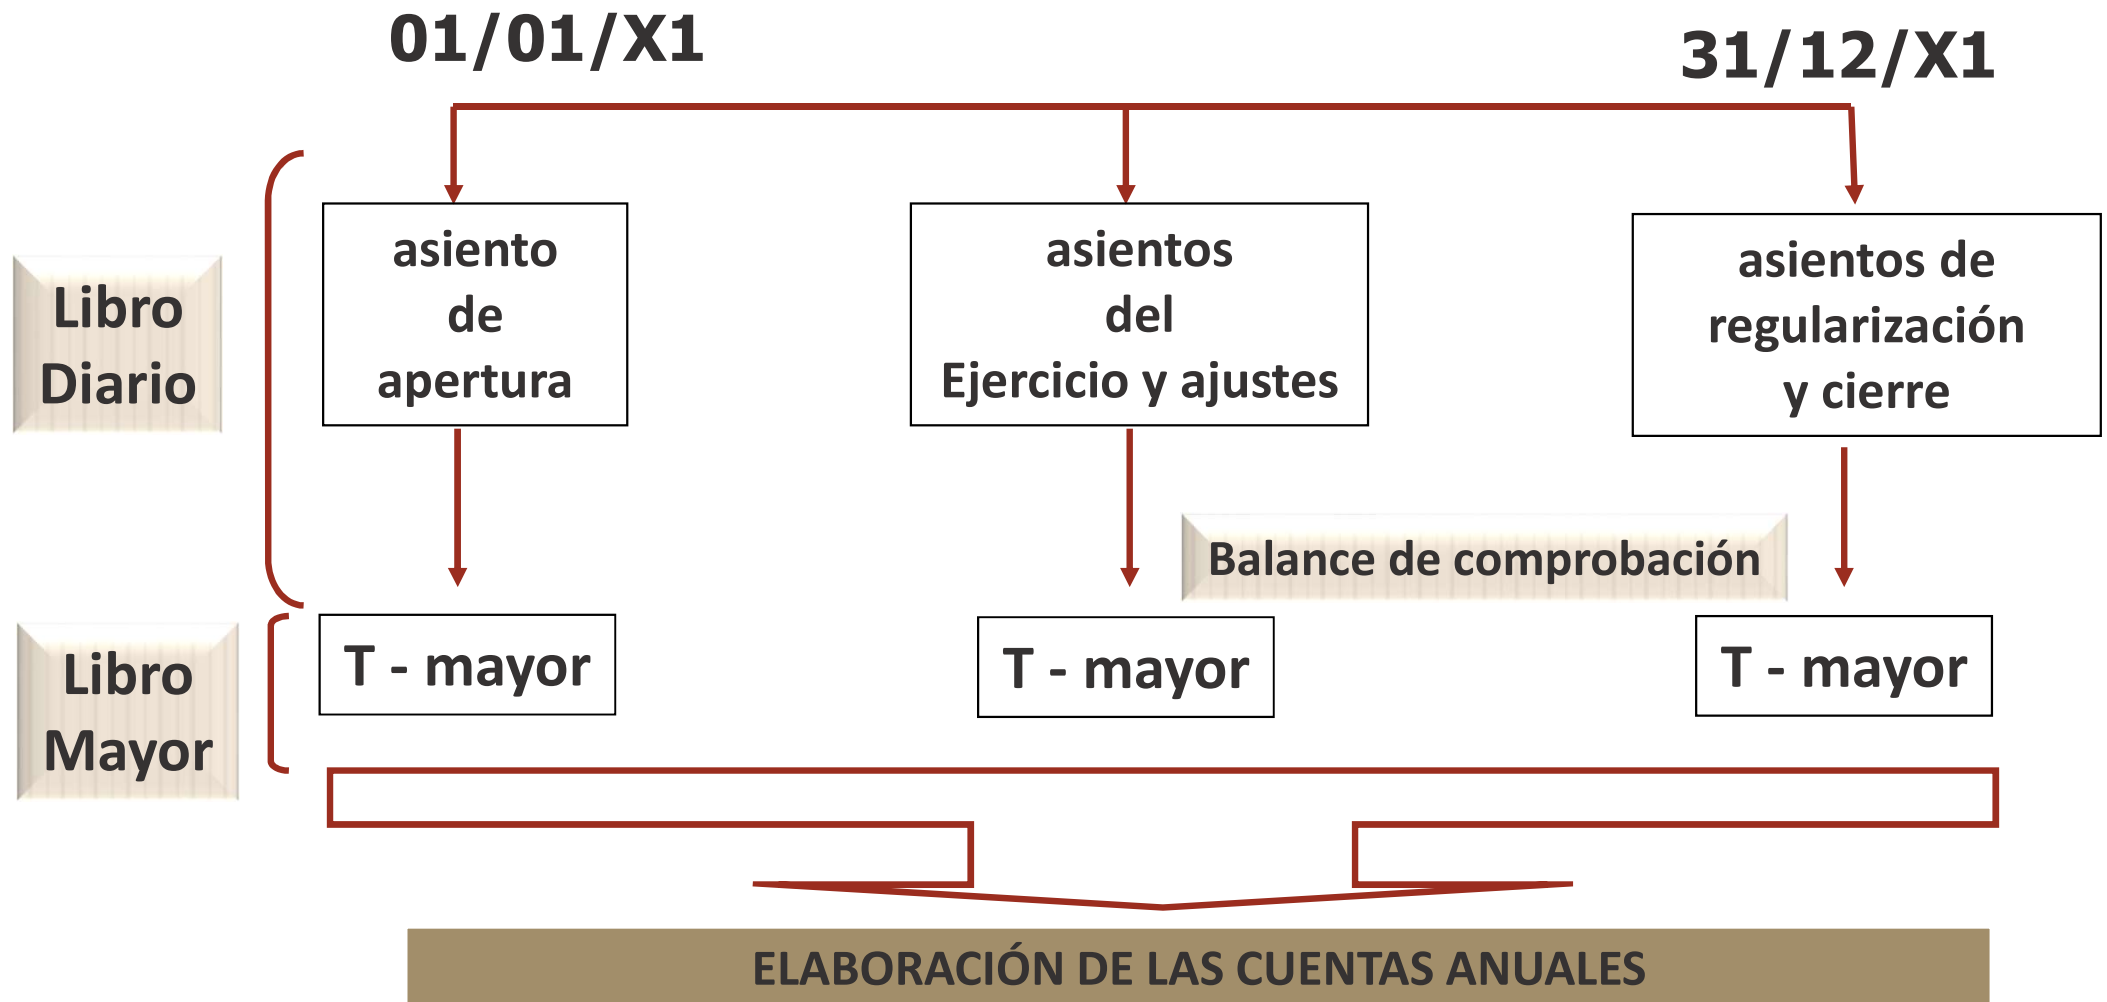 01/01/X1
31/12/X1
Libro
Diario
asiento
de
apertura
asientos
del
Ejercicio y ajustes
asientos de
regularización
y cierre
Balance de comprobación
Libro
Mayor
T - mayor
T - mayor
T - mayor
ELABORACIÓN DE LAS CUENTAS ANUALES